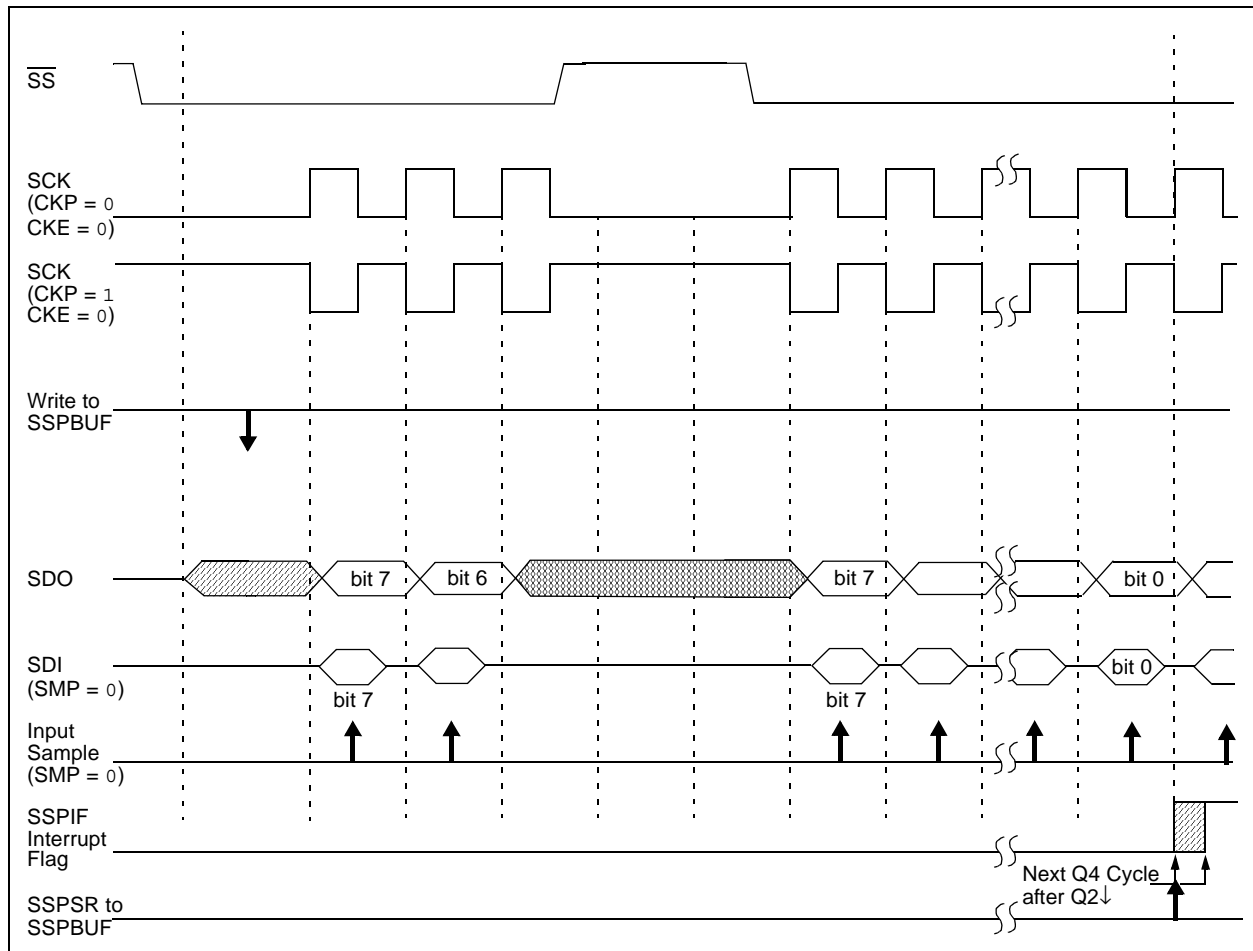 SS
SCK
(CKP = 0
CKE = 0)
SCK
(CKP = 1
CKE = 0)
Write to
SSPBUF
SDO
bit 7
bit 6
bit 7
bit 0
SDI
(SMP = 0)
bit 7
bit 7
bit 0
Input
Sample
(SMP = 0)
SSPIF
Interrupt
Flag
Next Q4 Cycle
after Q2↓
SSPSR to
SSPBUF